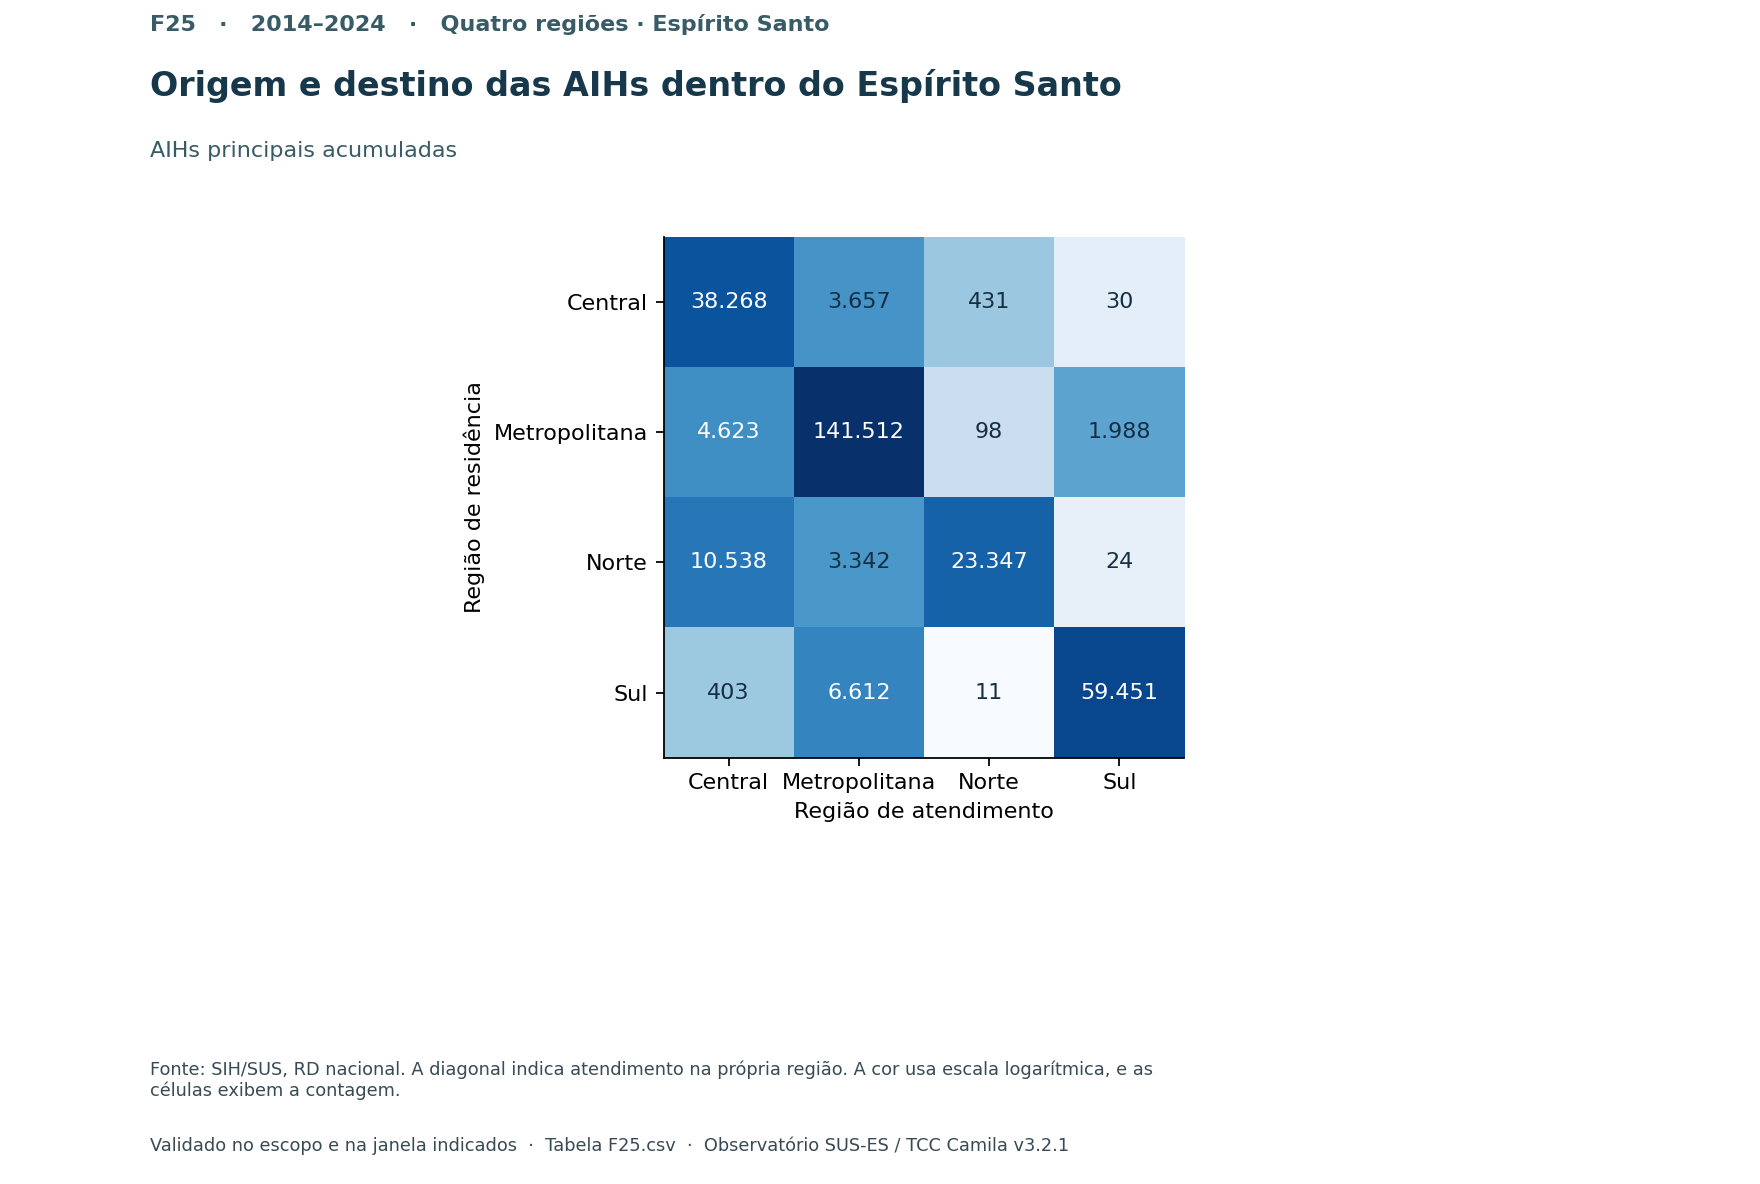 F25 · 2014–2024 · Quatro regiões · Espírito Santo
Origem e destino das AIHs dentro do Espírito Santo
AIHs principais acumuladas
Região de residência
Central 38.268 3.657 431 30
Metropolitana 4.623 141.512 98 1.988
Norte 10.538 3.342 23.347 24
Sul 403 6.612 11 59.451
Central Metropolitana Norte Sul
Região de atendimento
Fonte: SIH/SUS, RD nacional. A diagonal indica atendimento na própria região. A cor usa escala logarítmica, e as
células exibem a contagem.
Validado no escopo e na janela indicados · Tabela F25.csv · Observatório SUS-ES / TCC Camila v3.2.1